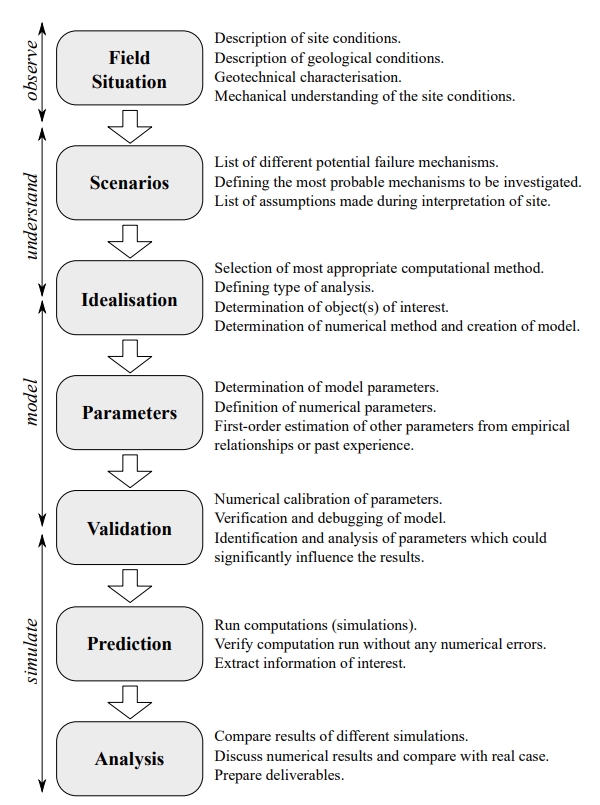 observe
Field
Situation
Description of site conditions.
Description of geological conditions.
Geotechnical characterisation.
Mechanical understanding of the site conditions.
understand
Scenarios
List of different potential failure mechanisms.
Defining the most probable mechanisms to be investigated.
List of assumptions made during interpretation of site.
Idealisation
Selection of most appropriate computational method.
Defining type of analysis.
Determination of object(s) of interest.
Determination of numerical method and creation of model.
model
Parameters
Determination of model parameters.
Definition of numerical parameters.
First-order estimation of other parameters from empirical
relationships or past experience.
Validation
Numerical calibration of parameters.
Verification and debugging of model.
Identification and analysis of parameters which could
significantly influence the results.
simulate
Prediction
Run computations (simulations).
Verify computation run without any numerical errors.
Extract information of interest.
Analysis
Compare results of different simulations.
Discuss numerical results and compare with real case.
Prepare deliverables.